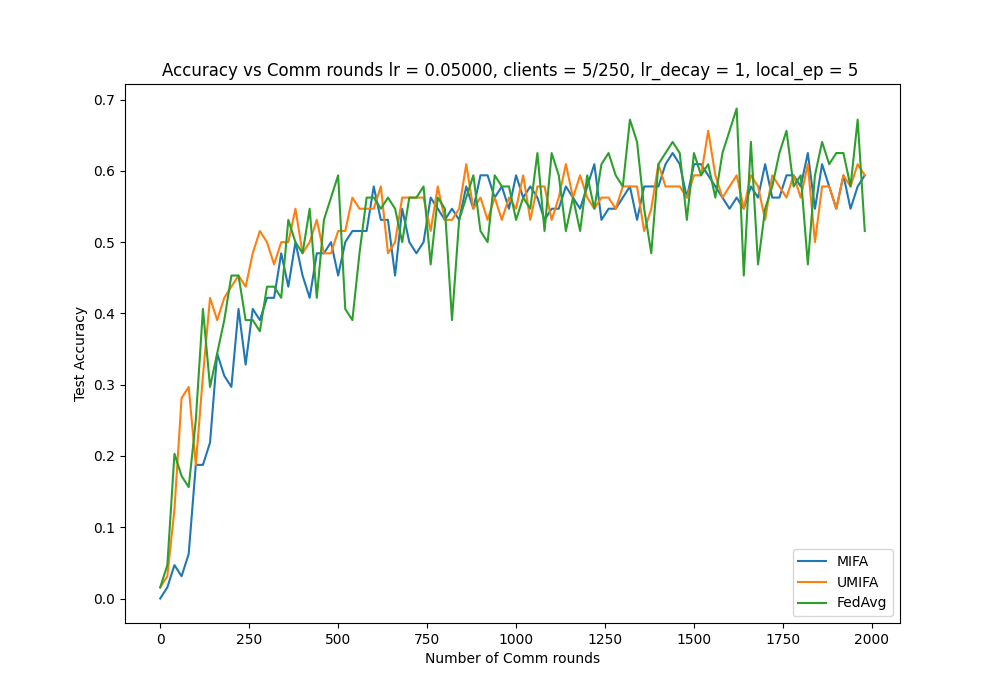 Accuracy vs Comm rounds lr = 0.05000, clients = 5/250, lr_decay = 1, local_ep = 5
0.7
0.6
0.5
0.4
0.3
0.2
0.1
0.0
Test Accuracy
0 250 500 750 1000 1250 1500 1750 2000
Number of Comm rounds
MIFA
UMIFA
FedAvg